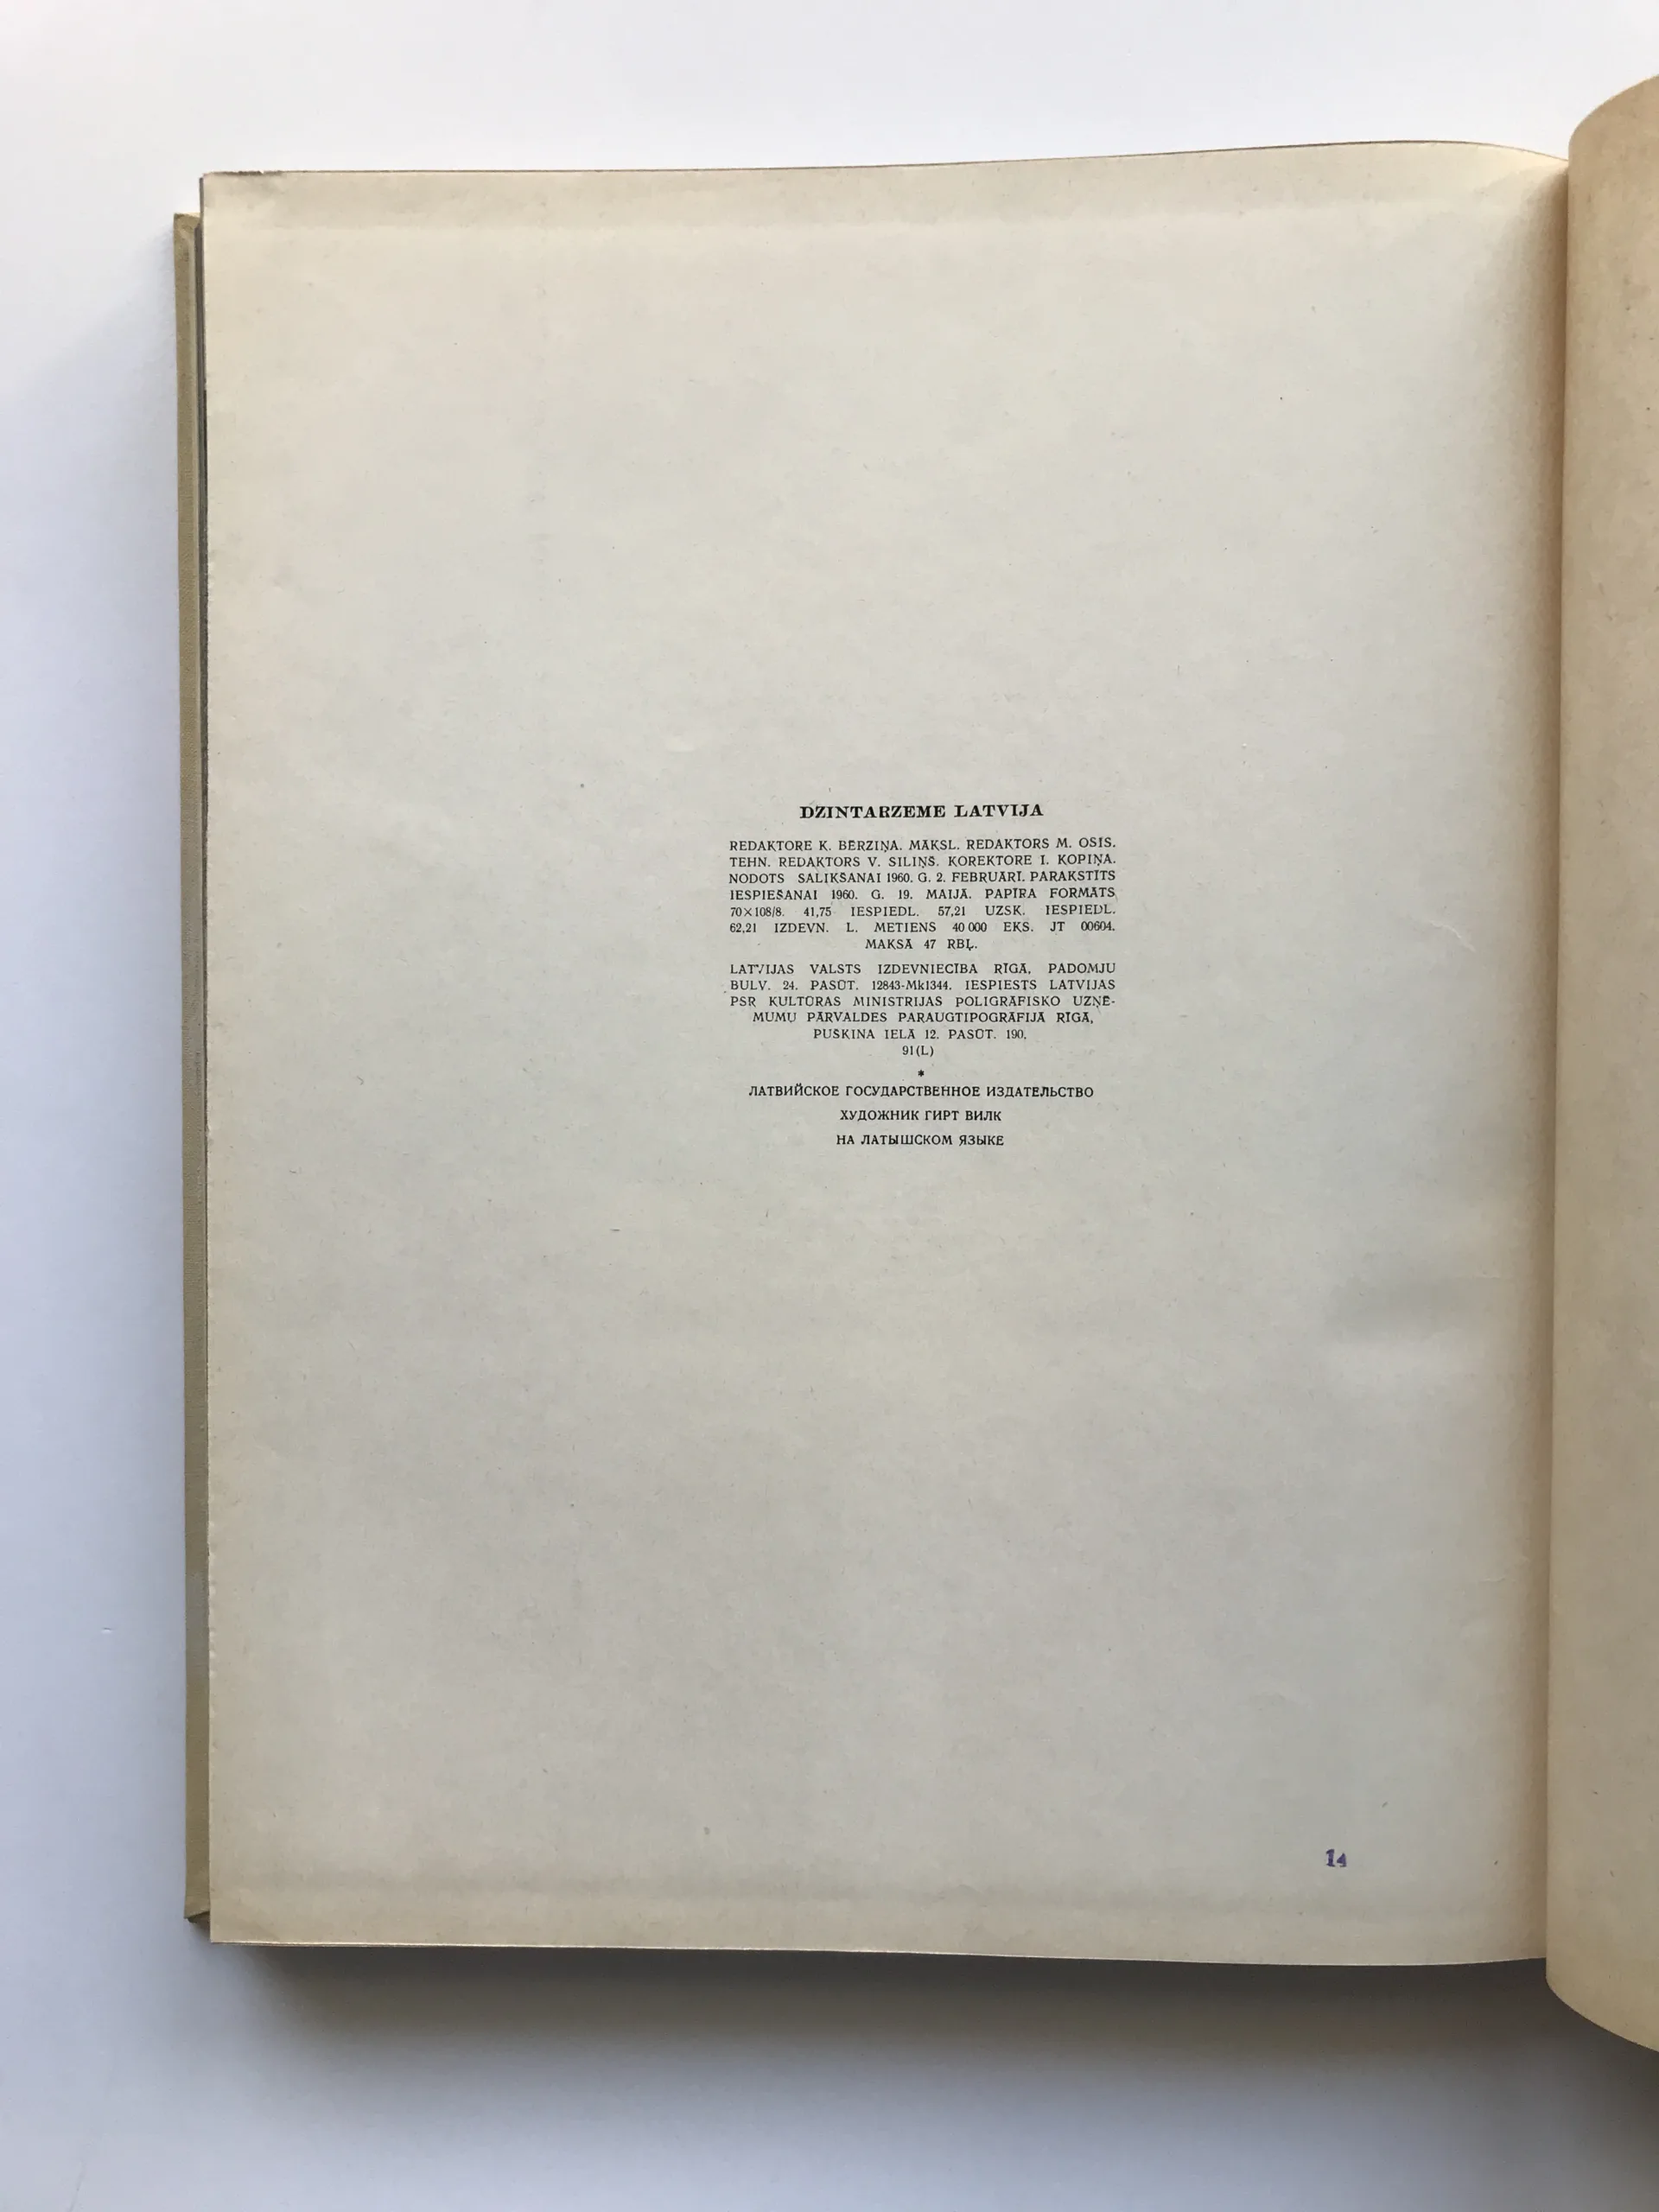 DZINTARZEME LATVIJA
REDAKTORE K. BĒRZIŅA. MĀKSL. REDAKTORS M. OSIS.
TEHN. REDAKTORS V. SILIŅŠ. KOREKTORE I. KOPIŅA.
NODOTS SALIKŠANAI 1960. G. 2. FEBRUĀRĪ. PARAKSTĪTS
IESPIEŠANAI 1960. G. 19. MAIJĀ. PAPĪRA FORMĀTS
70×108/8. 41,75 IESPIEDL. 57,21 UZSK. IESPIEDL.
62,21 IZDEVN. L. METIENS 40 000 EKS. JT 00604.
MAKSĀ 47 RBĻ.
LATVIJAS VALSTS IZDEVNIECĪBA RĪGĀ, PADOMJU
BULV. 24. PASŪT. 12843-Mk1344. IESPIESTS LATVIJAS
PSR KULTŪRAS MINISTRIJAS POLIGRĀFISKO UZŅĒ-
MUMU PĀRVALDES PARAUGTIPOGRĀFIJĀ RĪGĀ,
PUŠKINA IELĀ 12. PASŪT. 190.
91(L)
*
ЛАТВИЙСКОЕ ГОСУДАРСТВЕННОЕ ИЗДАТЕЛЬСТВО
ХУДОЖНИК ГИРТ ВИЛК
НА ЛАТЫШСКОМ ЯЗЫКЕ
14